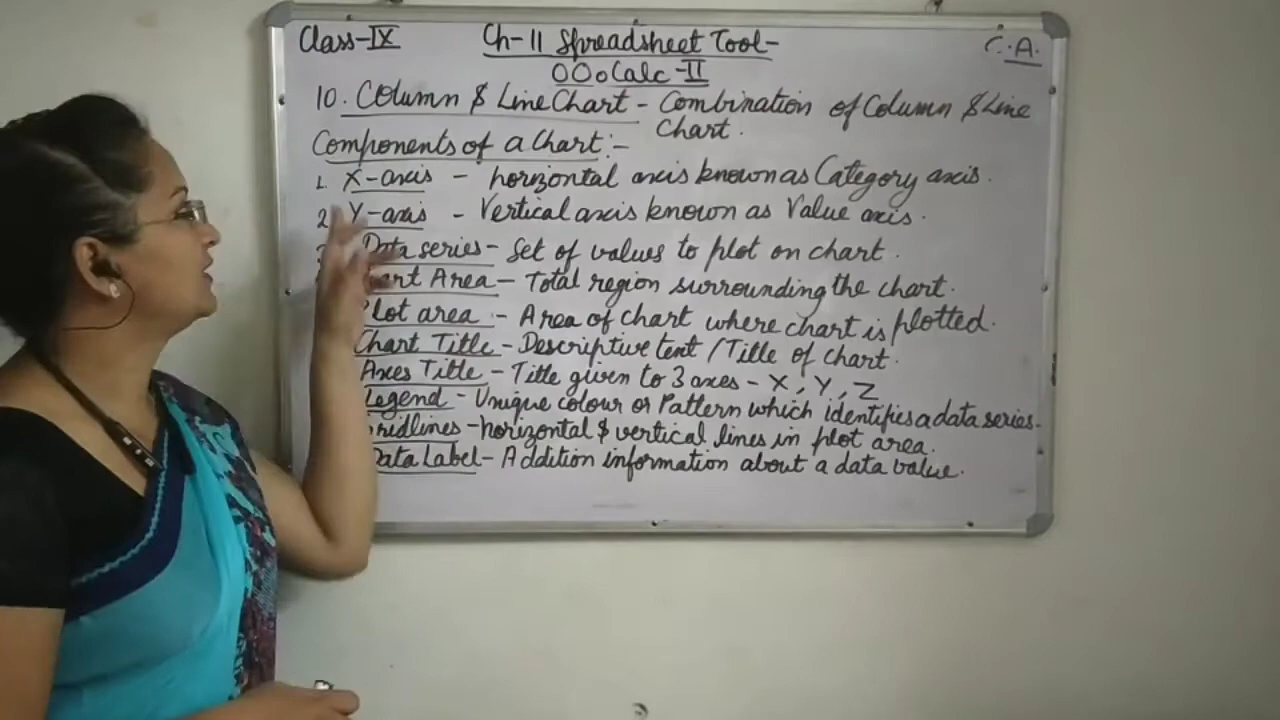 Class-IX
Ch-11 Spreadsheet Tool-
C.A.
OOoCalc-II
10. Column & Line Chart - Combination of Column & Line
Chart.
Components of a Chart:-
1. X-axis - horizontal axis known as Category axis.
2. Y-axis - Vertical axis known as Value axis.
Data series - Set of values to plot on chart.
Area - Total region surrounding the chart.
Plot area - Area of chart where chart is plotted.
Chart Title - Descriptive text / Title of chart.
Axes Title - Title given to 3 axes - X, Y, Z
Legend - Unique colour or Pattern which identifies a data series.
ridlines - horizontal & vertical lines in plot area.
Data Label - Addition information about a data value.